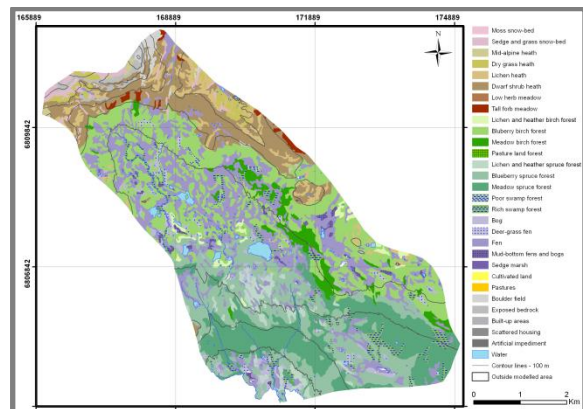 165889 168889 171889 174889
6809842
6806842
N
Moss snow-bed
Sedge and grass snow-bed
Mid-alpine heath
Dry grass heath
Lichen heath
Dwarf shrub heath
Low herb meadow
Tall forb meadow
Lichen and heather birch forest
Bluberry birch forest
Meadow birch forest
Pasture land forest
Lichen and heather spruce forest
Blueberry spruce forest
Meadow spruce forest
Poor swamp forest
Rich swamp forest
Bog
Deer-grass fen
Fen
Mud-bottom fens and bogs
Sedge marsh
Cultivated land
Pastures
Boulder field
Exposed bedrock
Built-up areas
Scattered housing
Artificial impediment
Water
Contour lines - 100 m
Outside modelled area
0 1 2
Km